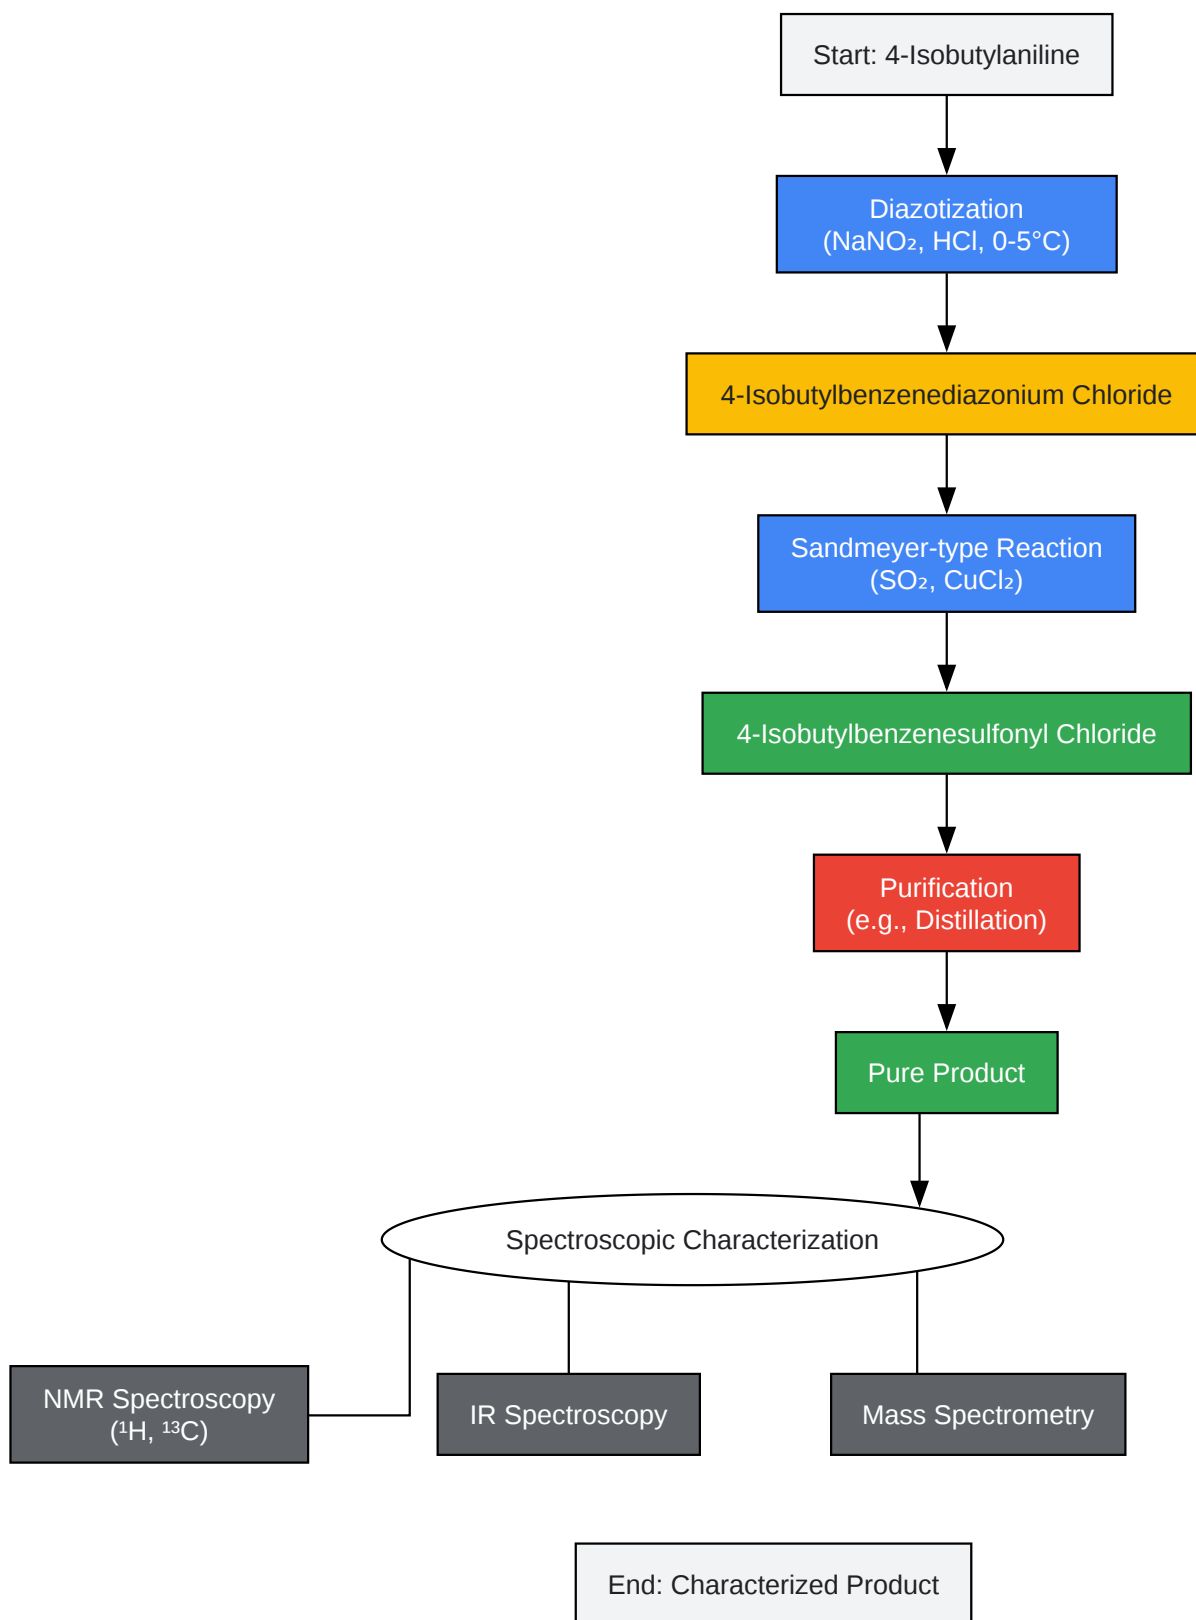 Start: 4-Isobutylaniline
Diazotization
(NaNO₂, HCl, 0-5°C)
4-Isobutylbenzenediazonium Chloride
Sandmeyer-type Reaction
(SO₂, CuCl₂)
4-Isobutylbenzenesulfonyl Chloride
Purification
(e.g., Distillation)
Pure Product
Spectroscopic Characterization
NMR Spectroscopy
(¹H, ¹³C)
IR Spectroscopy
Mass Spectrometry
End: Characterized Product